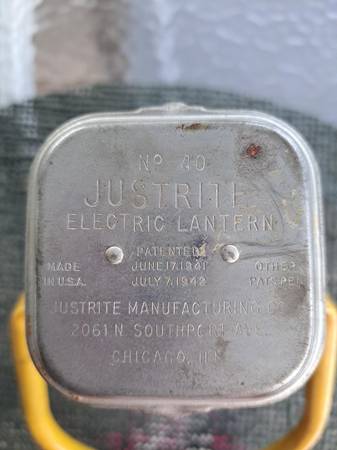 Nº 40
JUSTRITE
ELECTRIC LANTERN
PATENTED
MADE JUNE 17, 1941 OTHER
IN U.S.A. JULY 7, 1942 PATS. PEN.
JUSTRITE MANUFACTURING CO.
2061 N. SOUTHPORT AVE.
CHICAGO, ILL.